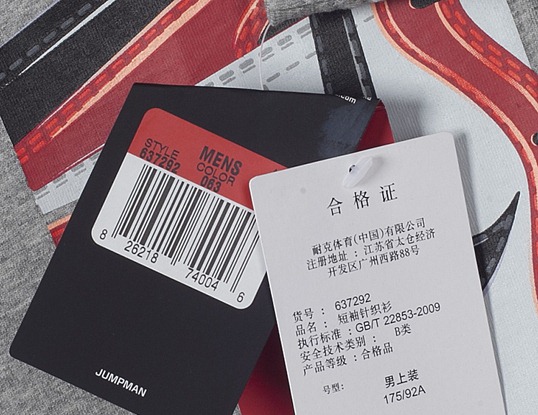 .com
STYLE
637292
MENS
COLOR
063
8 26218 74004 6
JUMPMAN
合格证
耐克体育(中国)有限公司
注册地址：江苏省太仓经济
开发区广州西路88号
货号： 637292
品名： 短袖针织衫
执行标准：GB/T 22853-2009
安全技术类别： B类
产品等级：合格品
号型： 男上装
175/92A